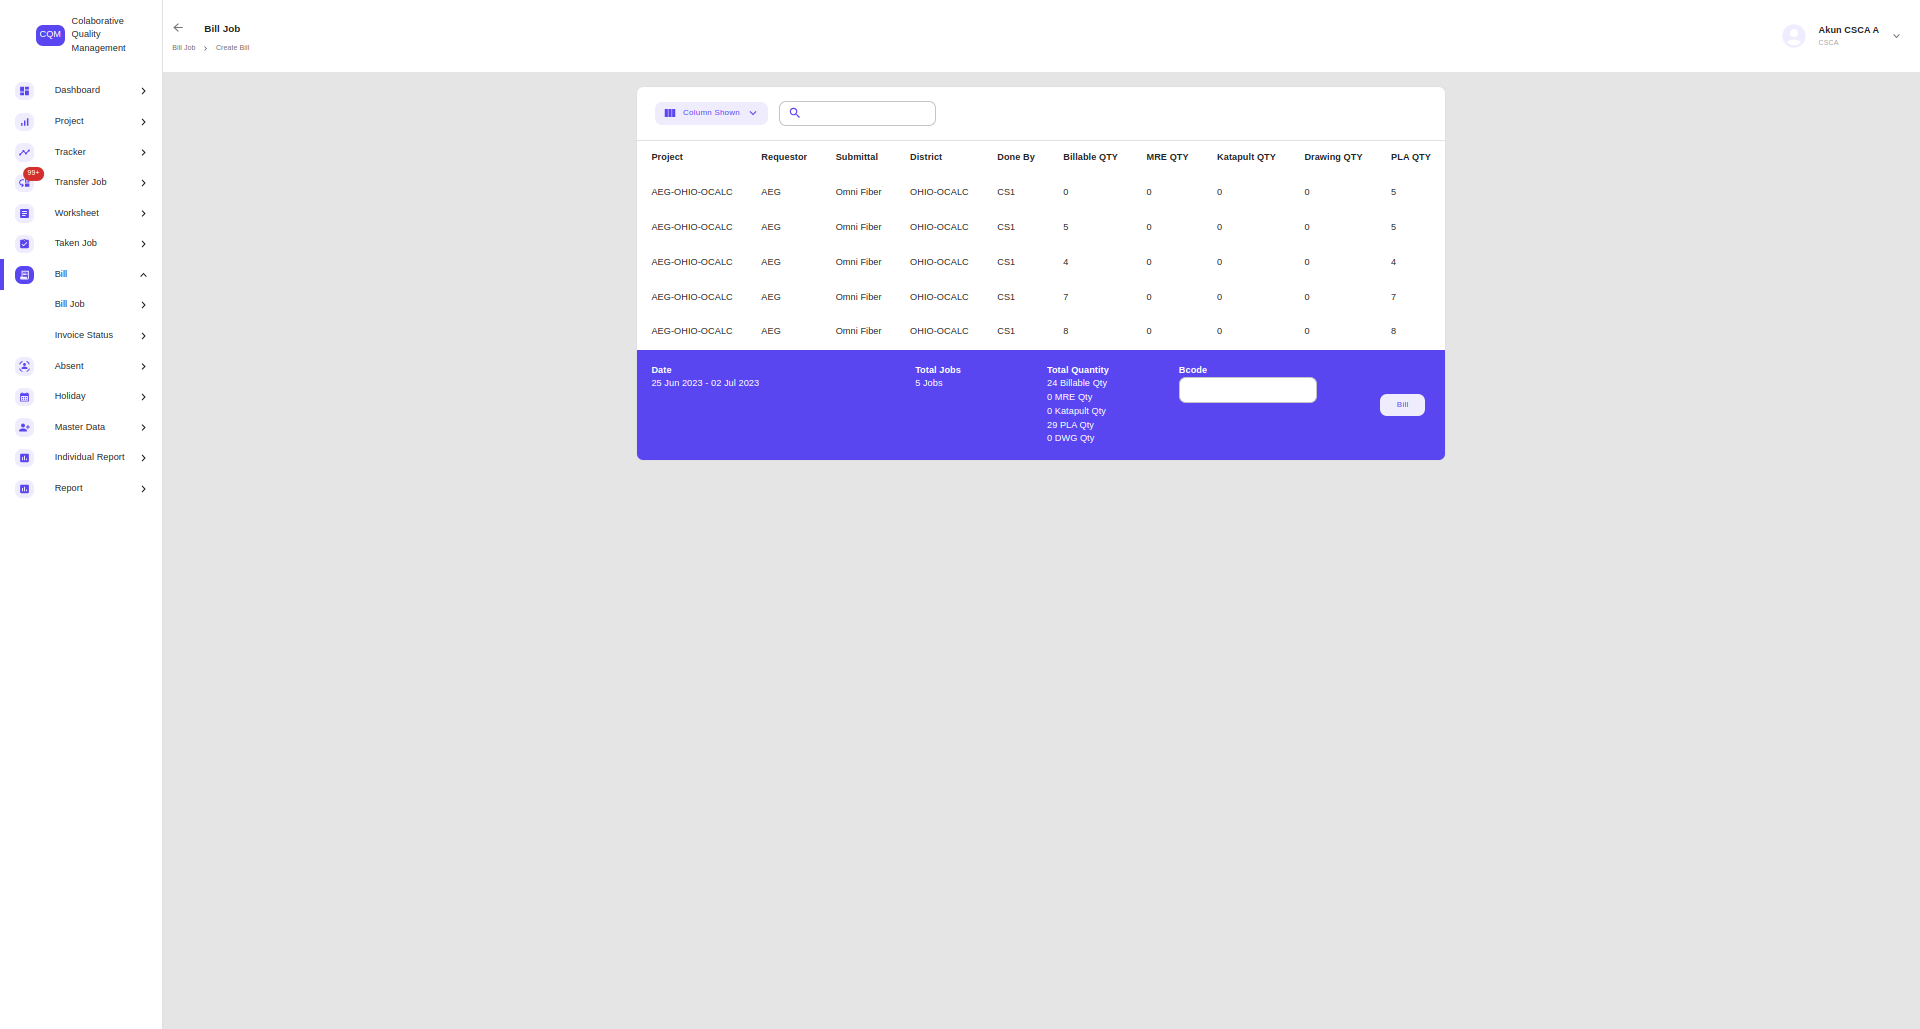 CQM
Colaborative
Quality
Management
Dashboard
Project
Tracker
99+
Transfer Job
Worksheet
Taken Job
Bill
Bill Job
Invoice Status
Absent
Holiday
Master Data
Individual Report
Report
Bill Job
Bill Job Create Bill
Akun CSCA A
CSCA
Column Shown
Project Requestor Submittal District Done By Billable QTY MRE QTY Katapult QTY Drawing QTY PLA QTY
AEG-OHIO-OCALC AEG Omni Fiber OHIO-OCALC CS1 0 0 0 0 5
AEG-OHIO-OCALC AEG Omni Fiber OHIO-OCALC CS1 5 0 0 0 5
AEG-OHIO-OCALC AEG Omni Fiber OHIO-OCALC CS1 4 0 0 0 4
AEG-OHIO-OCALC AEG Omni Fiber OHIO-OCALC CS1 7 0 0 0 7
AEG-OHIO-OCALC AEG Omni Fiber OHIO-OCALC CS1 8 0 0 0 8
Date
25 Jun 2023 - 02 Jul 2023
Total Jobs
5 Jobs
Total Quantity
24 Billable Qty
0 MRE Qty
0 Katapult Qty
29 PLA Qty
0 DWG Qty
Bcode
Bill